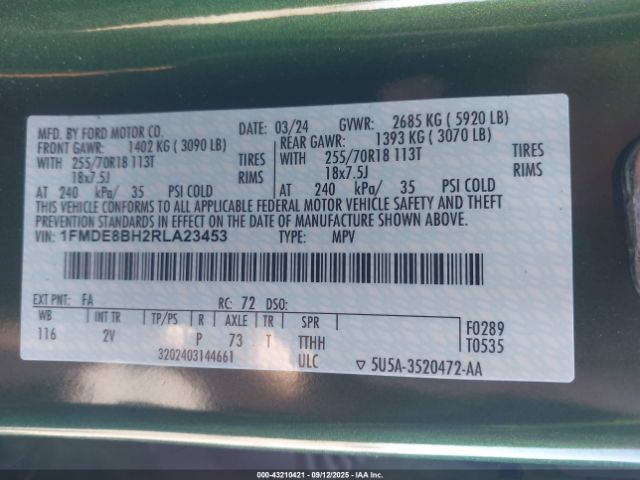 MFD. BY FORD MOTOR CO.
DATE: 03/24 GVWR: 2685 KG ( 5920 LB)
FRONT GAWR: 1402 KG ( 3090 LB)
REAR GAWR: 1393 KG ( 3070 LB)
WITH 255/70R18 113T TIRES
WITH 255/70R18 113T TIRES
18x7.5J RIMS
18x7.5J RIMS
AT 240 kPa/ 35 PSI COLD
AT 240 kPa/ 35 PSI COLD
THIS VEHICLE CONFORMS TO ALL APPLICABLE FEDERAL MOTOR VEHICLE SAFETY AND THEFT
PREVENTION STANDARDS IN EFFECT ON THE DATE OF MANUFACTURE SHOWN ABOVE.
VIN: 1FMDE8BH2RLA23453 TYPE: MPV
EXT PNT: FA RC: 72 DSO:
WB INT TR TP/PS R AXLE TR SPR
116 2V P 73 T TTHH
3202403144661 ULC
F0289
T0535
▽ 5U5A-3520472-AA
000-43210421 - 09/12/2025 - IAAI.COM